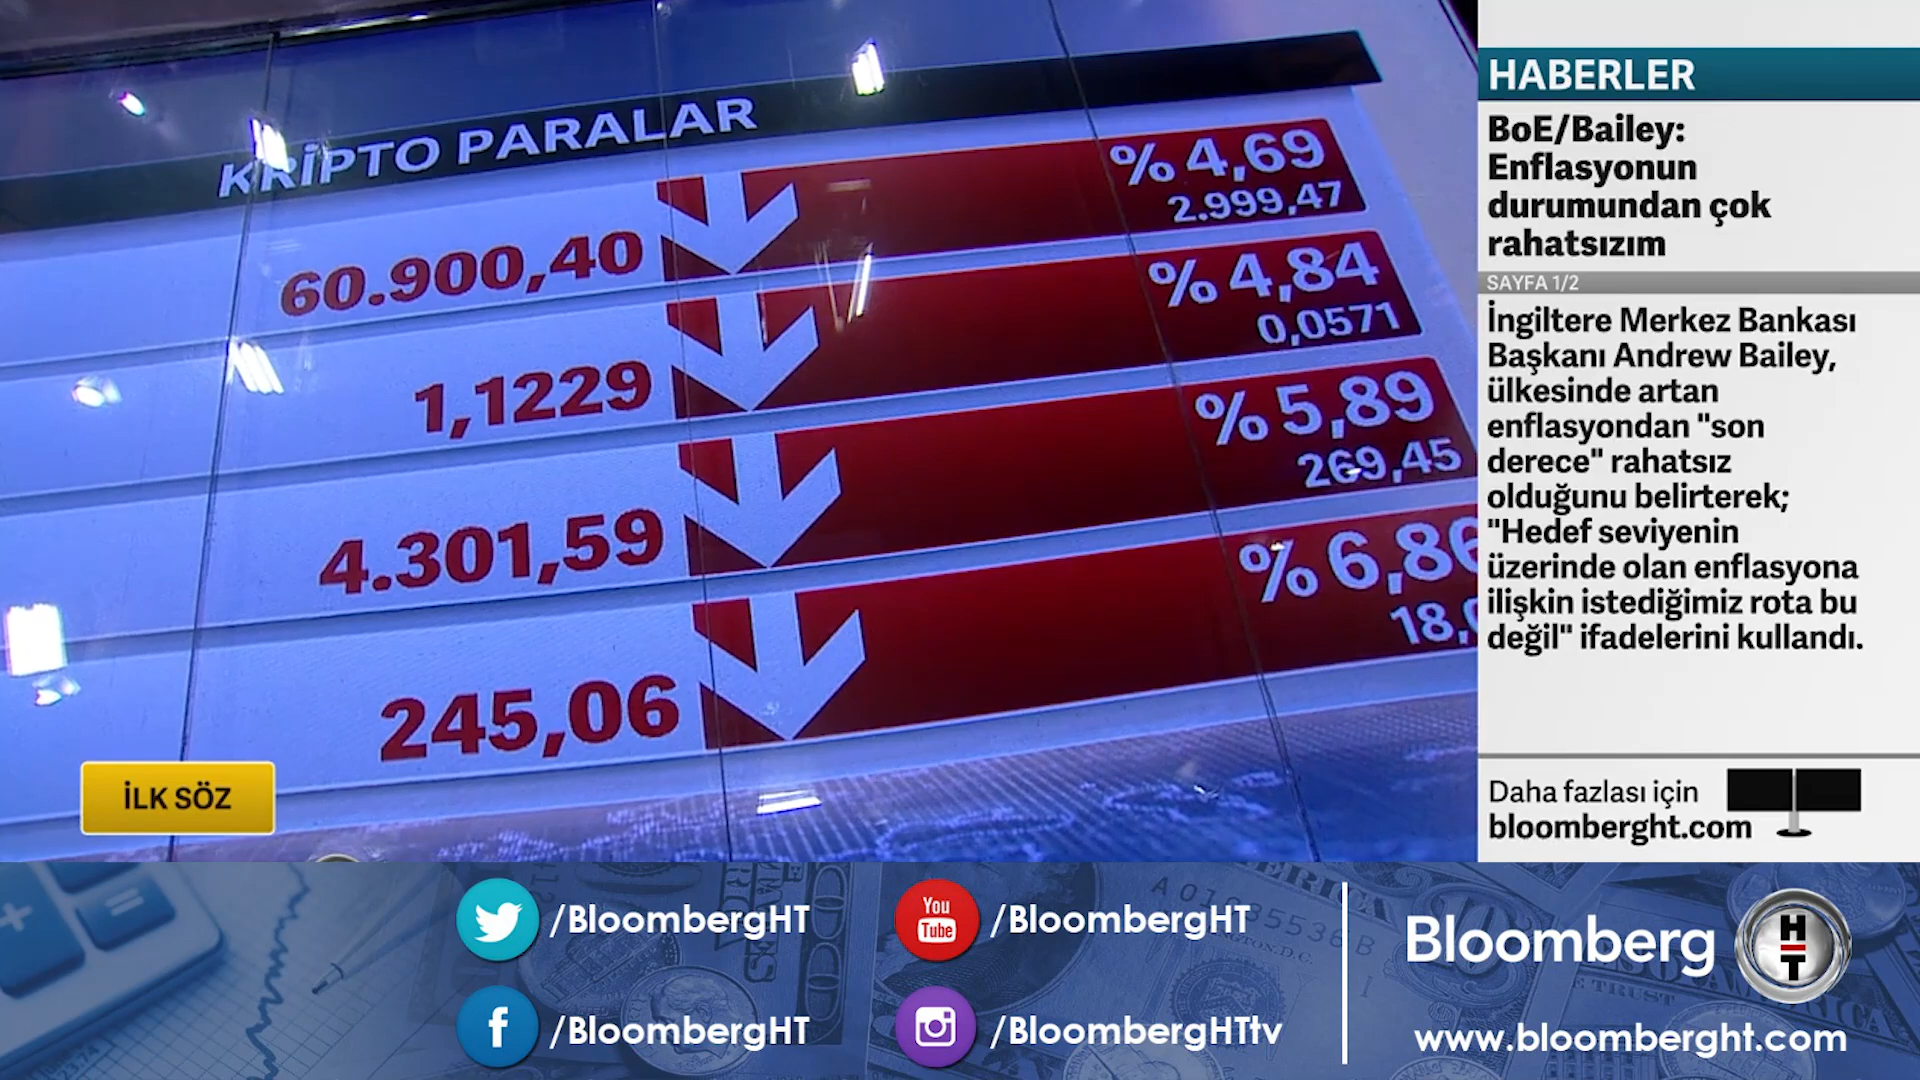 KRİPTO PARALAR
60.900,40
% 4,69
2.999,47
1,1229
% 4,84
0,0571
4.301,59
% 5,89
269,45
245,06
% 6,86
İLK SÖZ
HABERLER
BoE/Bailey:
Enflasyonun
durumundan çok
rahatsızım
SAYFA 1/2
İngiltere Merkez Bankası
Başkanı Andrew Bailey,
ülkesinde artan
enflasyondan "son
derece" rahatsız
olduğunu belirterek;
"Hedef seviyenin
üzerinde olan enflasyona
ilişkin istediğimiz rota bu
değil" ifadelerini kullandı.
Daha fazlası için
bloomberght.com
/BloombergHT
You
Tube
/BloombergHT
f
/BloombergHT
/BloombergHTtv
Bloomberg
H
T
www.bloomberght.com